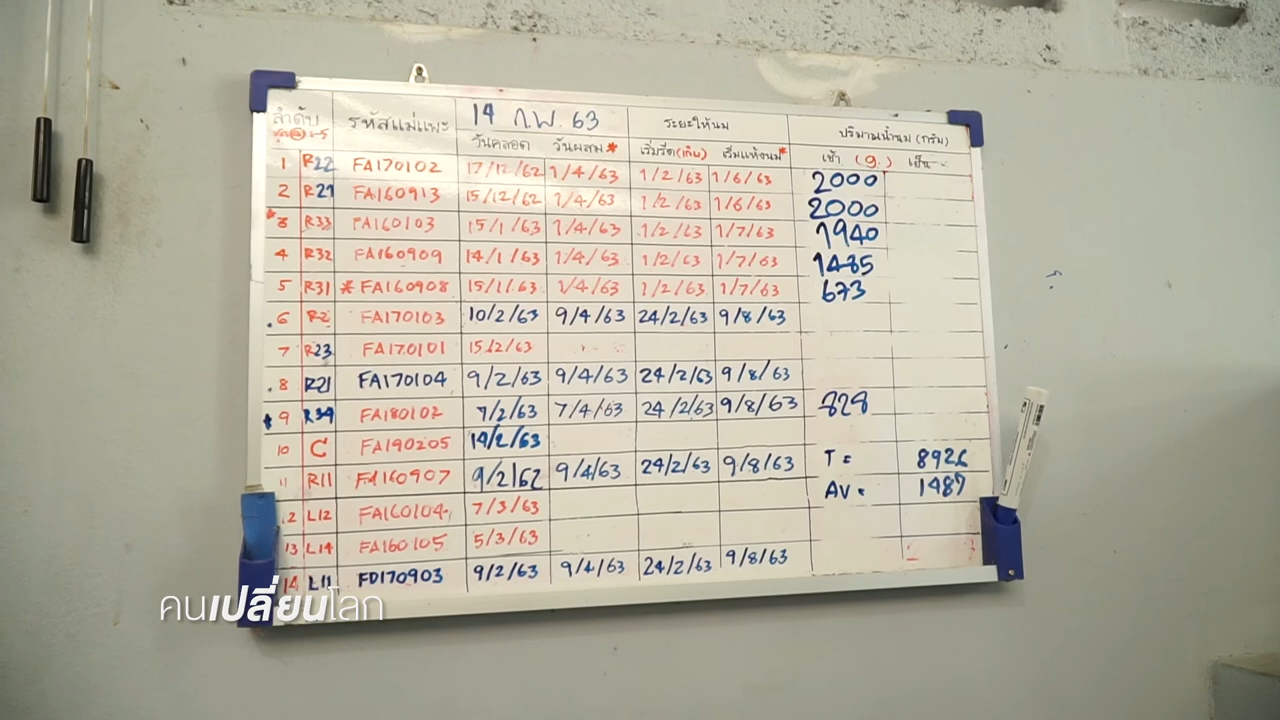 ลำดับ รหัสแม่แพะ 14 ก.พ. 63 ระยะให้นม ปริมาณน้ำนม (กรัม)
วันคลอด วันผสม* เริ่มรีด(เก็บ) เริ่มแห้งนม* เช้า (g.) เย็น
1 R22 FA170102 17/12/62 1/4/63 1/2/63 1/6/63 2000
2 R29 FA160913 15/12/62 1/4/63 1/2/63 1/6/63 2000
*3 R33 FA160103 15/1/63 1/4/63 1/2/63 1/7/63 1940
4 R32 FA160909 14/1/63 1/4/63 1/2/63 1/7/63 1485
5 R31 *FA160908 15/1/63 1/4/63 1/2/63 1/7/63 673
6 R2 FA170103 10/2/63 9/4/63 24/2/63 9/8/63
7 R23 FA170101 15/2/63
8 R21 FA170104 9/2/63 9/4/63 24/2/63 9/8/63
*9 R34 FA180102 7/2/63 7/4/63 24/2/63 9/8/63 828
10 C FA190205 14/2/63
11 R11 FA160907 9/2/62 9/4/63 24/2/63 9/8/63 T = 8926
12 L12 FA160104 7/3/63 AV = 1487
13 L14 FA160105 5/3/63
14 L11 FD170903 9/2/63 9/4/63 24/2/63 9/8/63
คนเปลี่ยนโลก